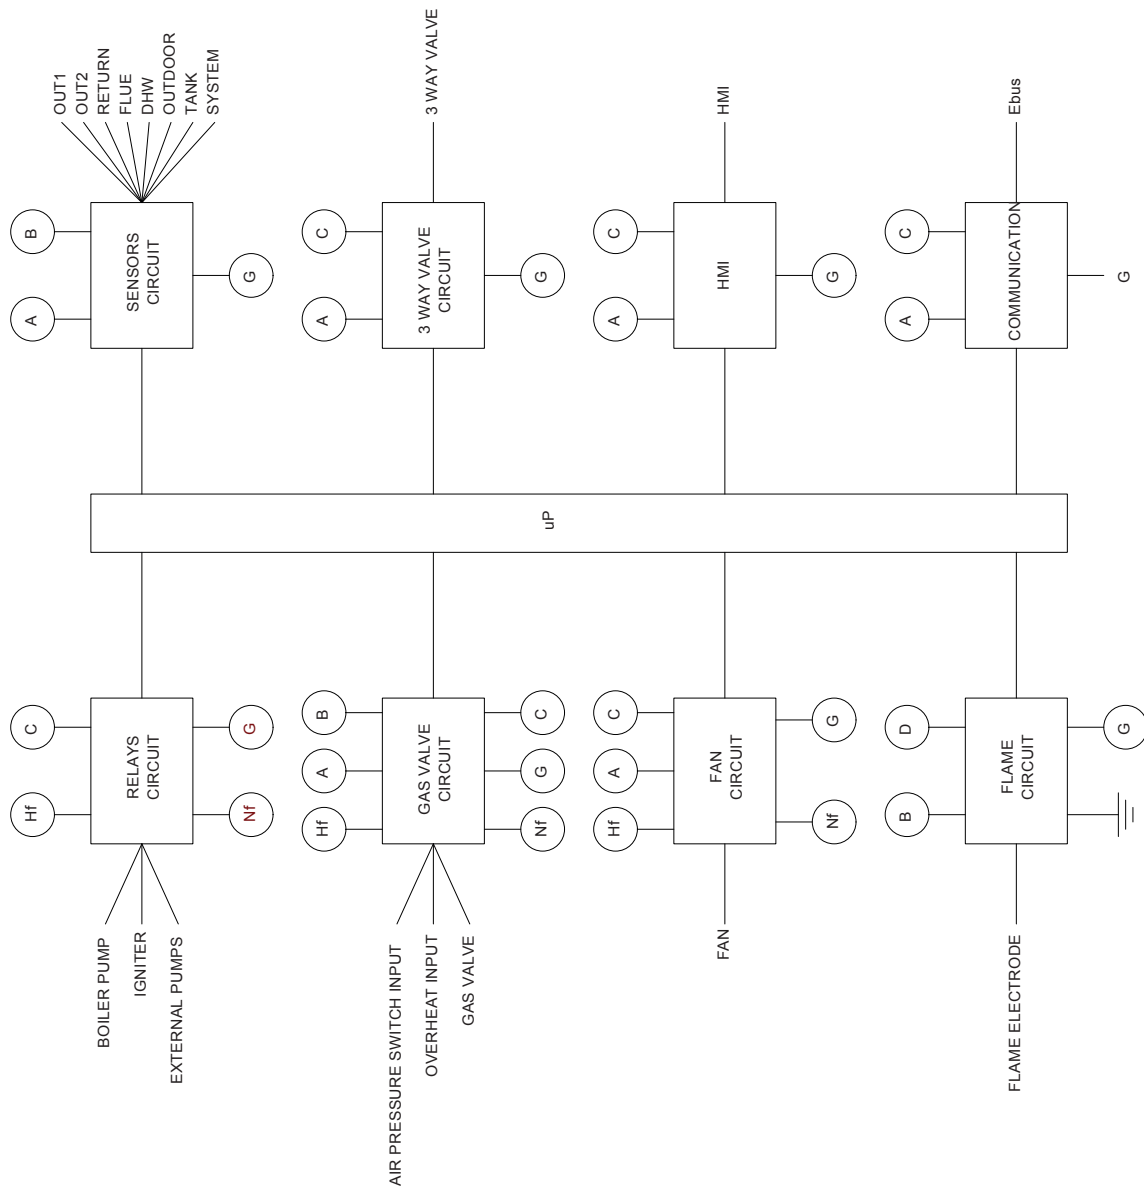 OUT1
OUT2
RETURN
FLUE
DHW
OUTDOOR
TANK
SYSTEM
B
A
SENSORS
CIRCUIT
G
3 WAY VALVE
C
A
3 WAY VALVE
CIRCUIT
G
HMI
C
A
HMI
G
Ebus
C
A
COMMUNICATION
G
uP
C
Hf
RELAYS
CIRCUIT
G
Nf
BOILER PUMP
IGNITER
EXTERNAL PUMPS
B
A
Hf
GAS VALVE
CIRCUIT
C
G
Nf
AIR PRESSURE SWITCH INPUT
OVERHEAT INPUT
GAS VALVE
C
A
Hf
FAN
CIRCUIT
G
Nf
FAN
D
B
FLAME
CIRCUIT
G
FLAME ELECTRODE